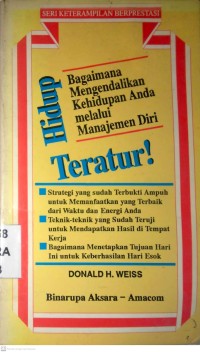 SERI KETERAMPILAN BERPRESTASI
Hidup
Bagaimana
Mengendalikan
Kehidupan Anda
melalui
Manajemen Diri
Teratur!
Strategi yang sudah Terbukti Ampuh
untuk Memanfaatkan yang Terbaik
dari Waktu dan Energi Anda
Teknik-teknik yang Sudah Teruji
untuk Mendapatkan Hasil di Tempat
Kerja
Bagaimana Menetapkan Tujuan Hari
Ini untuk Keberhasilan Hari Esok
DONALD H. WEISS
Binarupa Aksara – Amacom